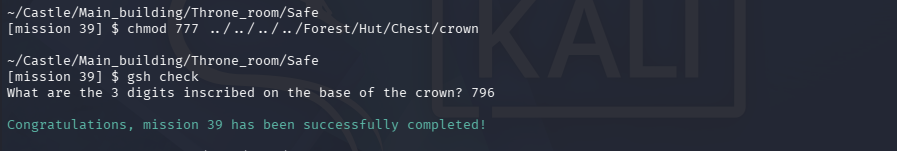 ~/Castle/Main_building/Throne_room/Safe
[mission 39] $ chmod 777 ../../../../Forest/Hut/Chest/crown
~/Castle/Main_building/Throne_room/Safe
[mission 39] $ gsh check
What are the 3 digits inscribed on the base of the crown? 796
Congratulations, mission 39 has been successfully completed!
KALI